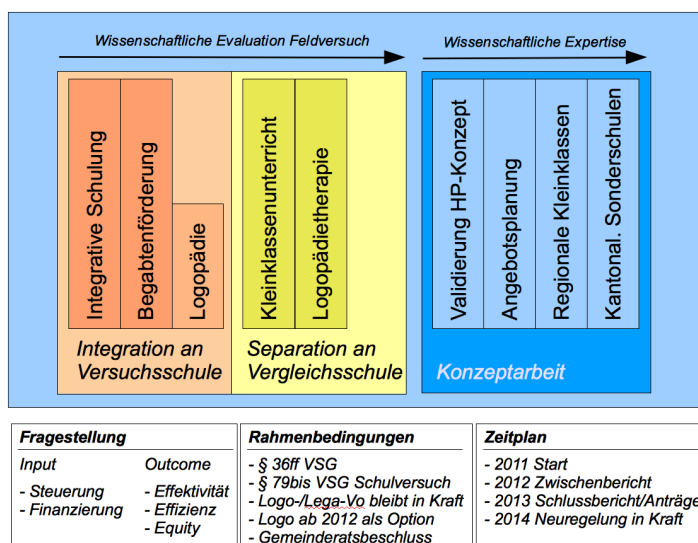 Wissenschaftliche Evaluation Feldversuch
Wissenschaftliche Expertise
Integrative Schulung
Begabtenförderung
Logopädie
Kleinklassenunterricht
Logopädietherapie
Validierung HP-Konzept
Angebotsplanung
Regionale Kleinklassen
Kantonal. Sonderschulen
Integration an
Versuchsschule
Separation an
Vergleichsschule
Konzeptarbeit
Fragestellung
Input
- Steuerung
- Finanzierung
Outcome
- Effektivität
- Effizienz
- Equity
Rahmenbedingungen
- § 36ff VSG
- § 79bis VSG Schulversuch
- Logo-/Lega-Vo bleibt in Kraft
- Logo ab 2012 als Option
- Gemeinderatsbeschluss
Zeitplan
- 2011 Start
- 2012 Zwischenbericht
- 2013 Schlussbericht/Anträge
- 2014 Neuregelung in Kraft